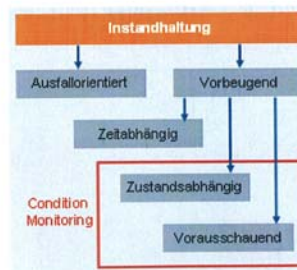 Instandhaltung
Ausfallorientiert
Vorbeugend
Zeitabhängig
Zustandsabhängig
Condition
Monitoring
Vorausschauend